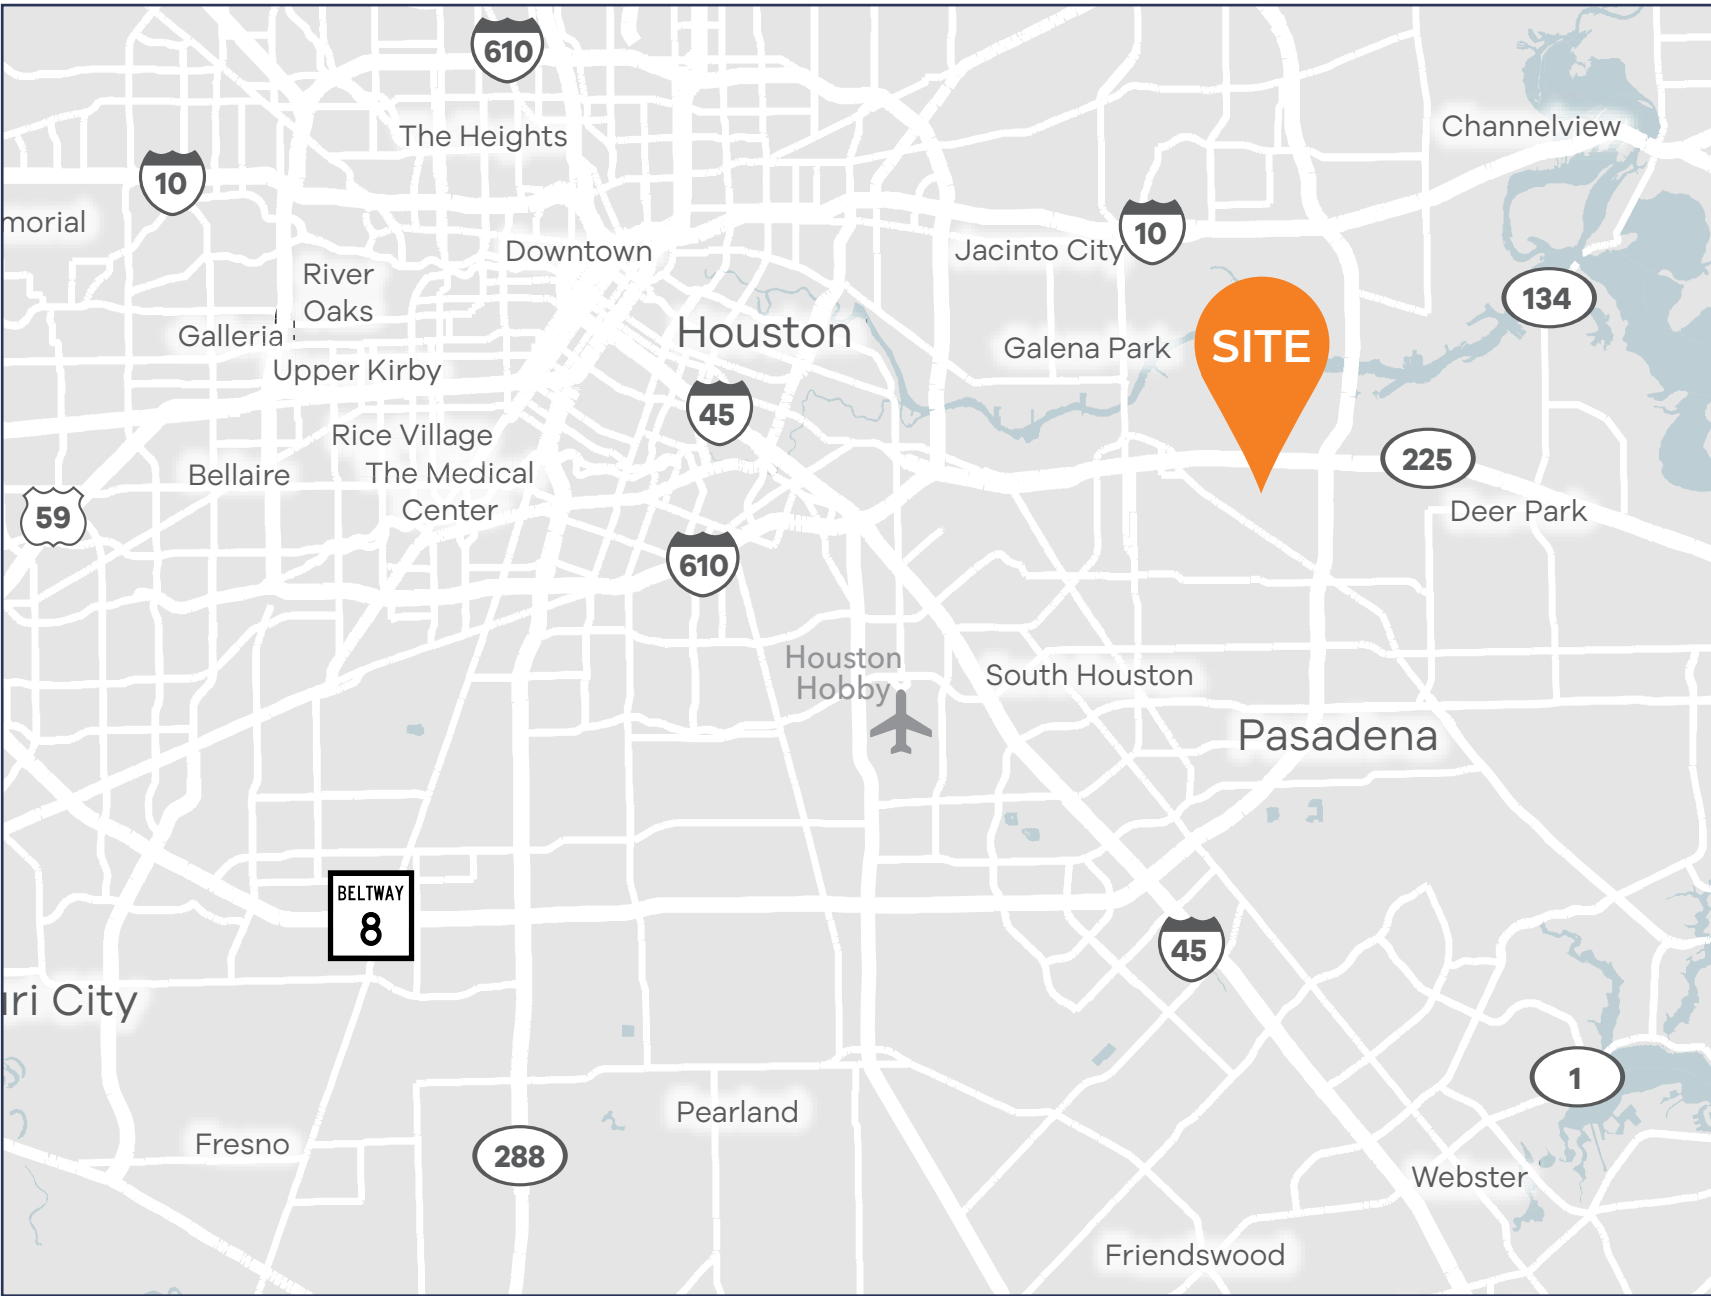 610
The Heights
Channelview
10
morial
10
Jacinto City
Downtown
River
Oaks
134
Houston
Galleria
Galena Park
SITE
Upper Kirby
45
Rice Village
225
Bellaire
The Medical
Center
59
Deer Park
610
Houston
Hobby
South Houston
Pasadena
BELTWAY
8
45
uri City
1
Pearland
Fresno
288
Webster
Friendswood